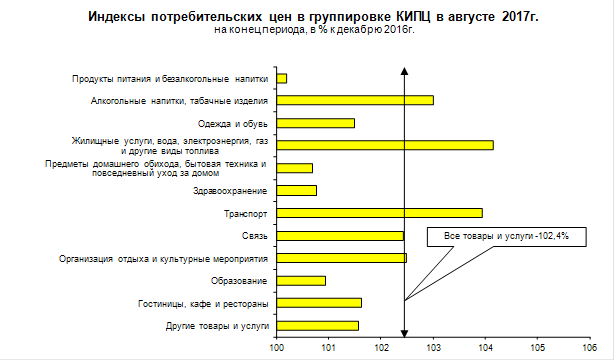 Индексы потребительских цен в группировке КИПЦ в августе 2017г.
на конец периода, в % к декабрю 2016г.
Продукты питания и безалкогольные напитки
Алкогольные напитки, табачные изделия
Одежда и обувь
Жилищные услуги, вода, электроэнергия, газ
и другие виды топлива
Предметы домашнего обихода, бытовая техника и
повседневный уход за домом
Здравоохранение
Транспорт
Связь
Все товары и услуги -102,4%
Организация отдыха и культурные мероприятия
Образование
Гостиницы, кафе и рестораны
Другие товары и услуги
100 101 102 103 104 105 106